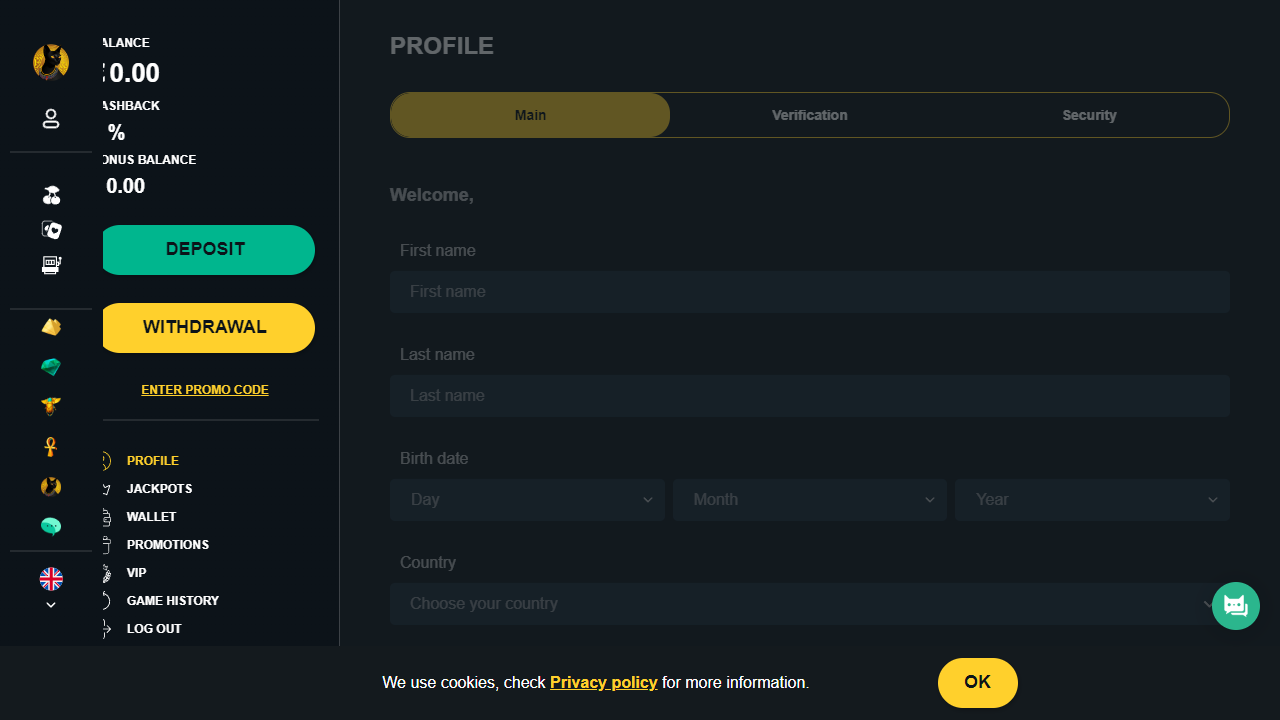 ALANCE
0.00
ASHBACK
%
ONUS BALANCE
0.00
DEPOSIT
WITHDRAWAL
ENTER PROMO CODE
PROFILE
JACKPOTS
WALLET
PROMOTIONS
VIP
GAME HISTORY
LOG OUT
PROFILE
Main
Verification
Security
Welcome,
First name
First name
Last name
Last name
Birth date
Day
Month
Year
Country
Choose your country
We use cookies, check Privacy policy for more information.
OK